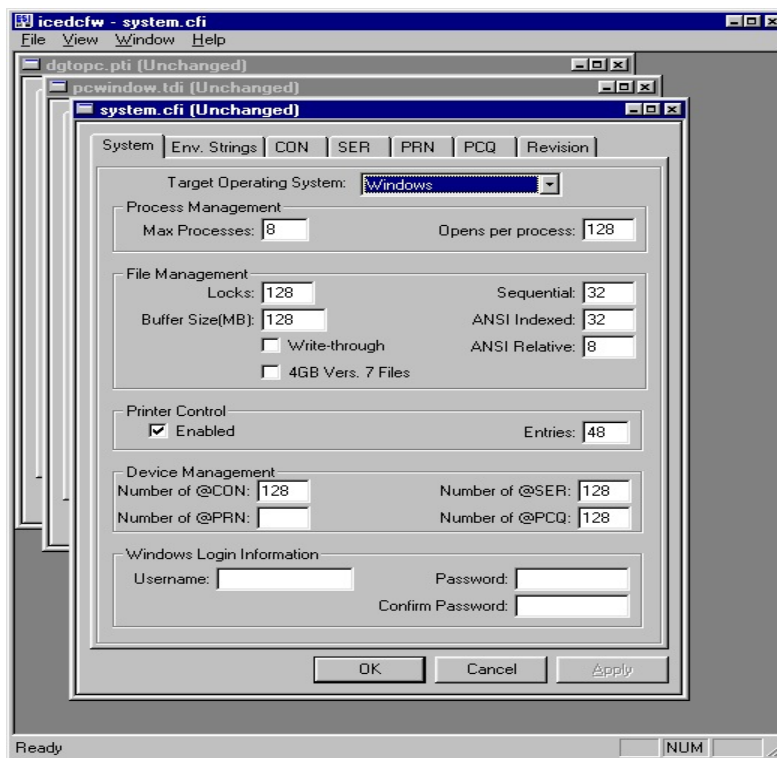 icedcfw - system.cfi
File View Window Help
dgtopc.pti (Unchanged)
pcwindow.tdi (Unchanged)
system.cfi (Unchanged)
System Env. Strings CON SER PRN PCQ Revision
Target Operating System: Windows
Process Management
Max Processes: 8 Opens per process: 128
File Management
Locks: 128 Sequential: 32
Buffer Size(MB): 128 ANSI Indexed: 32
Write-through ANSI Relative: 8
4GB Vers. 7 Files
Printer Control
Enabled Entries: 48
Device Management
Number of @CON: 128 Number of @SER: 128
Number of @PRN: Number of @PCQ: 128
Windows Login Information
Username: Password:
Confirm Password:
OK Cancel Apply
Ready NUM